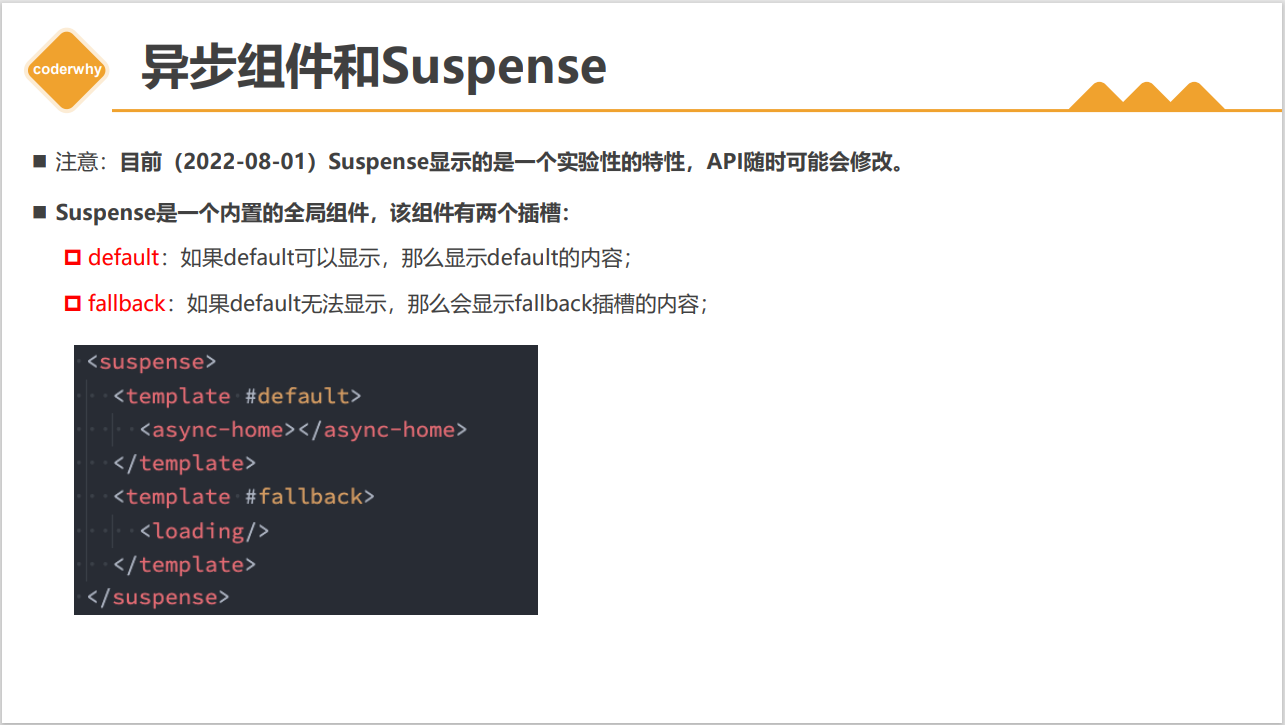 coderwhy
异步组件和Suspense
注意：目前（2022-08-01）Suspense显示的是一个实验性的特性，API随时可能会修改。
Suspense是一个内置的全局组件，该组件有两个插槽：
default：如果default可以显示，那么显示default的内容；
fallback：如果default无法显示，那么会显示fallback插槽的内容；
<suspense>
<template #default>
<async-home></async-home>
</template>
<template #fallback>
<loading/>
</template>
</suspense>